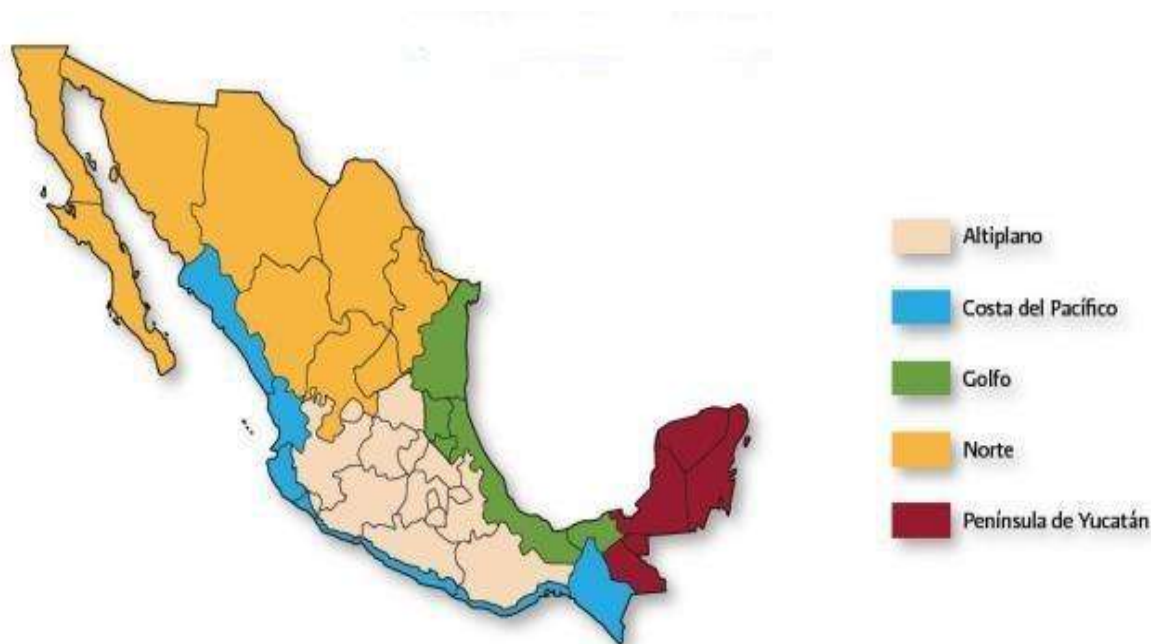 Altiplano
Costa del Pacífico
Golfo
Norte
Península de Yucatán